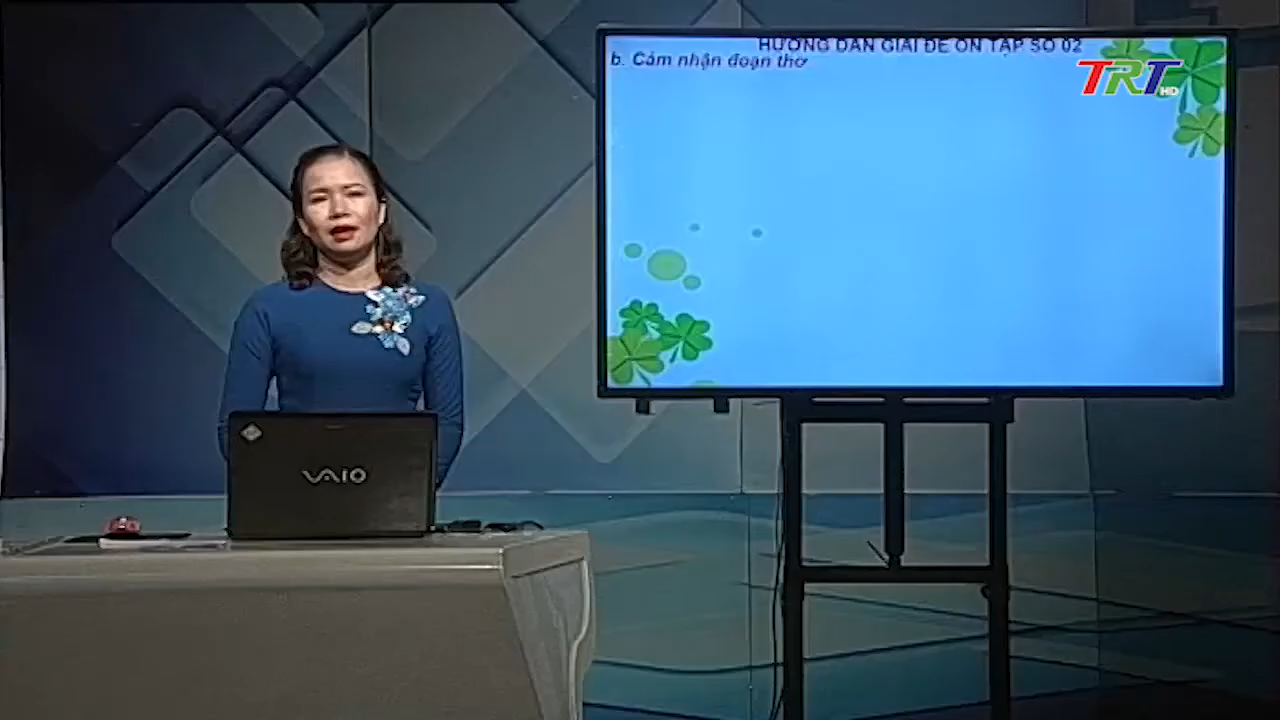 HƯỚNG DẪN GIẢI ĐỀ ÔN TẬP SỐ 02
b. Cảm nhận đoạn thơ
TRT HD
VAIO